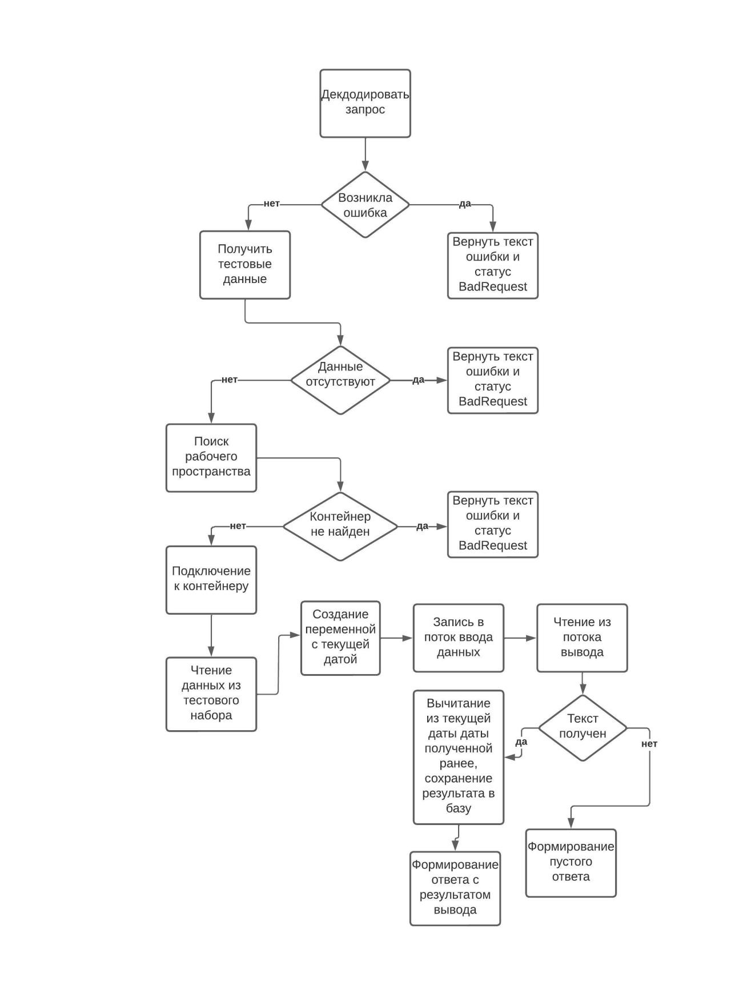 Декдодировать
запрос
Возникла
ошибка
нет
да
Получить
тестовые
данные
Вернуть текст
ошибки и
статус
BadRequest
Данные
отсутствуют
нет
да
Вернуть текст
ошибки и
статус
BadRequest
Поиск
рабочего
пространства
Контейнер
не найден
нет
да
Вернуть текст
ошибки и
статус
BadRequest
Подключение
к контейнеру
Чтение
данных из
тестового
набора
Создание
переменной
с текущей
датой
Запись в
поток ввода
данных
Чтение из
потока
вывода
Текст
получен
да
нет
Вычитание
из текущей
даты даты
полученной
ранее,
сохранение
результата в
базу
Формирование
ответа с
результатом
вывода
Формирование
пустого
ответа